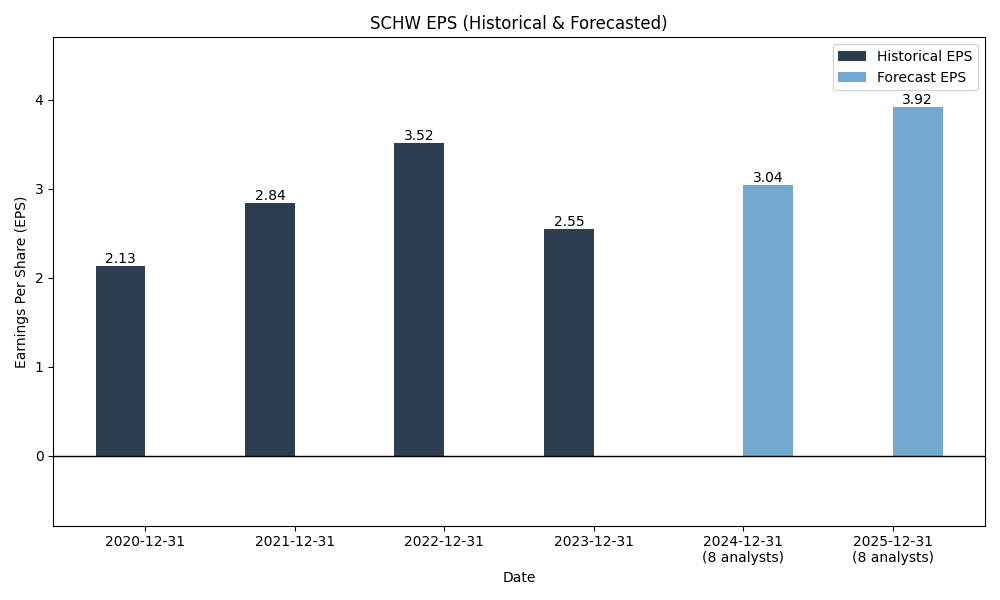 SCHW EPS (Historical & Forecasted)
Historical EPS
Forecast EPS
Earnings Per Share (EPS)
4
3
2
1
0
2.13
2.84
3.52
2.55
3.04
3.92
2020-12-31
2021-12-31
2022-12-31
2023-12-31
2024-12-31
(8 analysts)
2025-12-31
(8 analysts)
Date